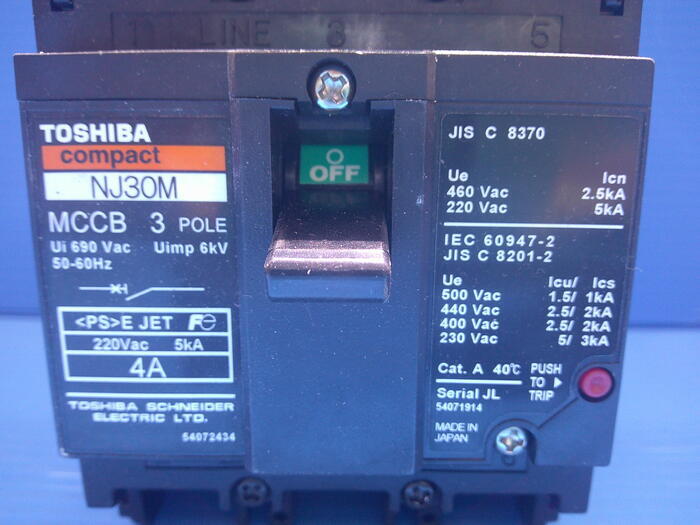 1 LINE 3 5
TOSHIBA
compact
NJ30M
MCCB 3 POLE
Ui 690 Vac Uimp 6kV
50-60Hz
<PS>E JET Fe
220Vac 5kA
4A
TOSHIBA SCHNEIDER
ELECTRIC LTD.
54072434
OFF
JIS C 8370
Ue Icn
460 Vac 2.5kA
220 Vac 5kA
IEC 60947-2
JIS C 8201-2
Ue Icu/ Ics
500 Vac 1.5/ 1kA
440 Vac 2.5/ 2kA
400 Vac 2.5/ 2kA
230 Vac 5/ 3kA
Cat. A 40℃
Serial JL
54071914
PUSH
TO
TRIP
MADE IN
JAPAN